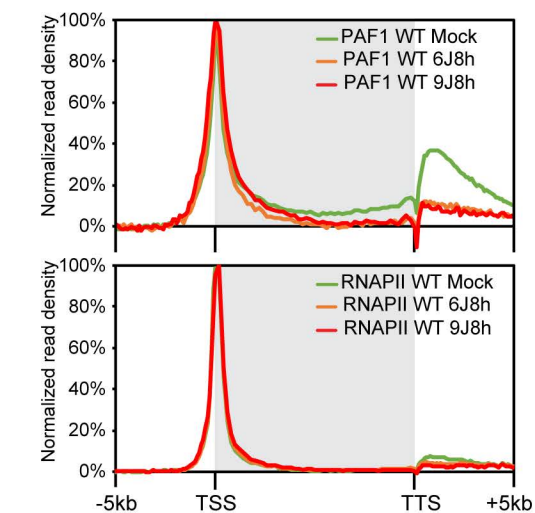 Normalized read density
100%
80%
60%
40%
20%
0%
PAF1 WT Mock
PAF1 WT 6J8h
PAF1 WT 9J8h
Normalized read density
100%
80%
60%
40%
20%
0%
RNAPII WT Mock
RNAPII WT 6J8h
RNAPII WT 9J8h
-5kb TSS TTS +5kb